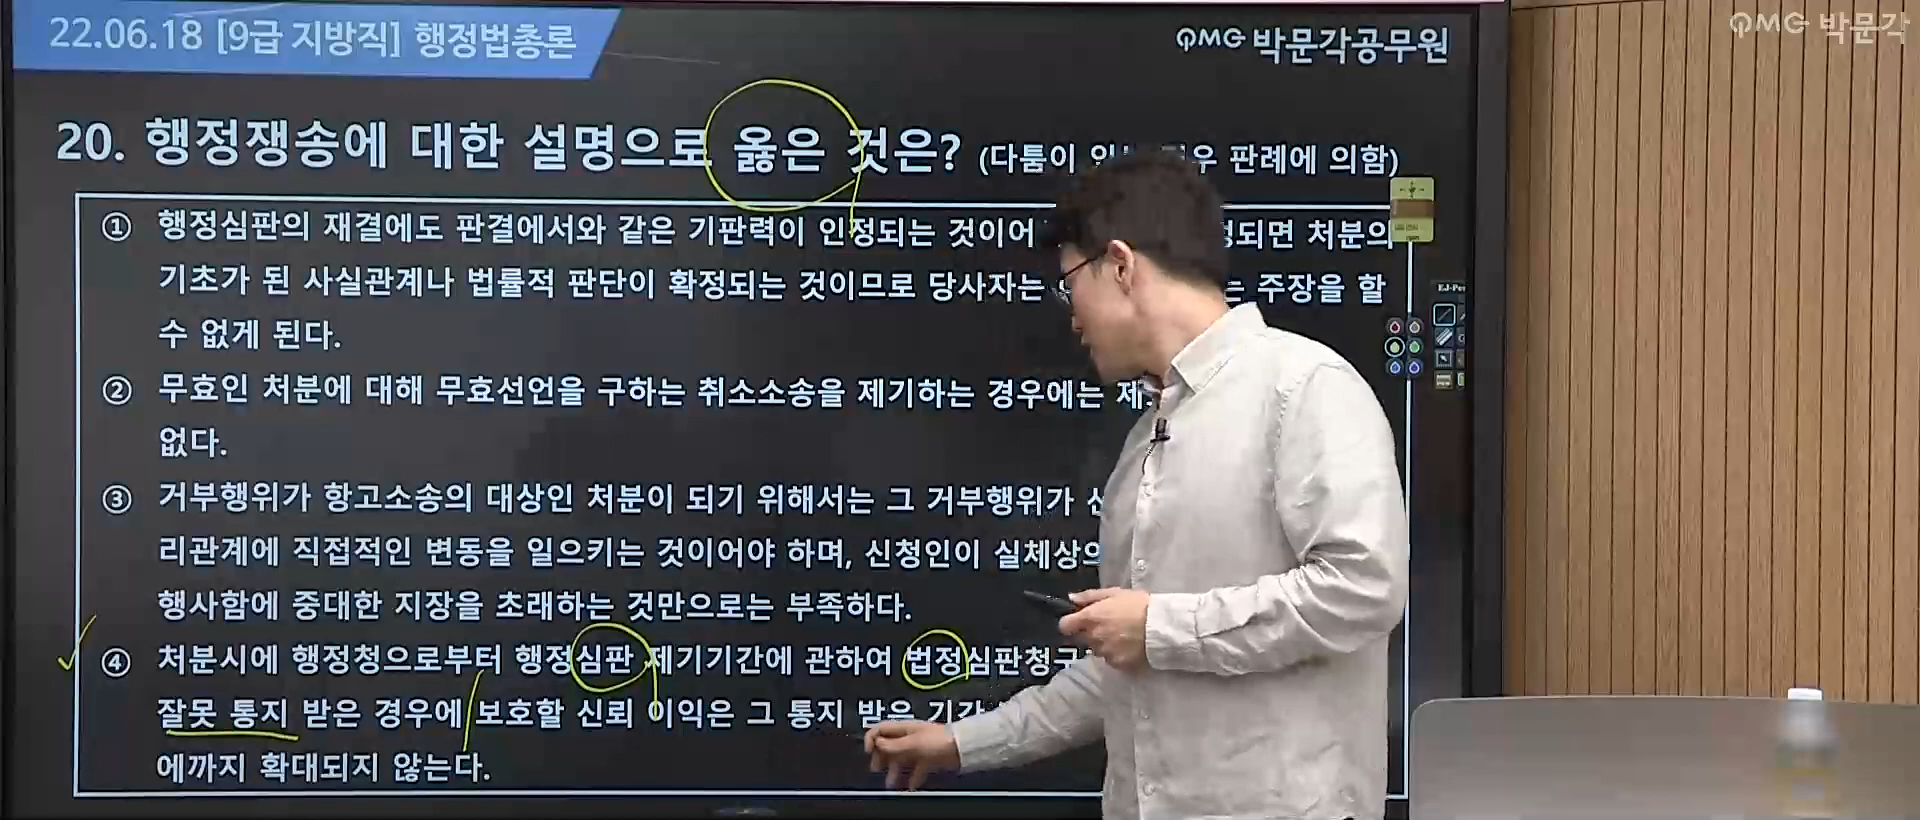 22.06.18 [9급 지방직] 행정법총론
박문각공무원
박문각
20. 행정쟁송에 대한 설명으로 옳은 것은? (다툼이 판례에 의함)
① 행정심판의 재결에도 판결에서와 같은 기판력이 인정되는 것이어 처분의
기초가 된 사실관계나 법률적 판단이 확정되는 것이므로 당사자는 주장을 할
수 없게 된다.
② 무효인 처분에 대해 무효선언을 구하는 취소소송을 제기하는 경우에는
없다.
③ 거부행위가 항고소송의 대상인 처분이 되기 위해서는 그 거부행위가
리관계에 직접적인 변동을 일으키는 것이어야 하며, 신청인이 실체상의
행사함에 중대한 지장을 초래하는 것만으로는 부족하다.
④ 처분시에 행정청으로부터 행정심판 제기기간에 관하여 법정심판청구
잘못 통지 받은 경우에 보호할 신뢰 이익은 그 통지 받은 기간
에까지 확대되지 않는다.